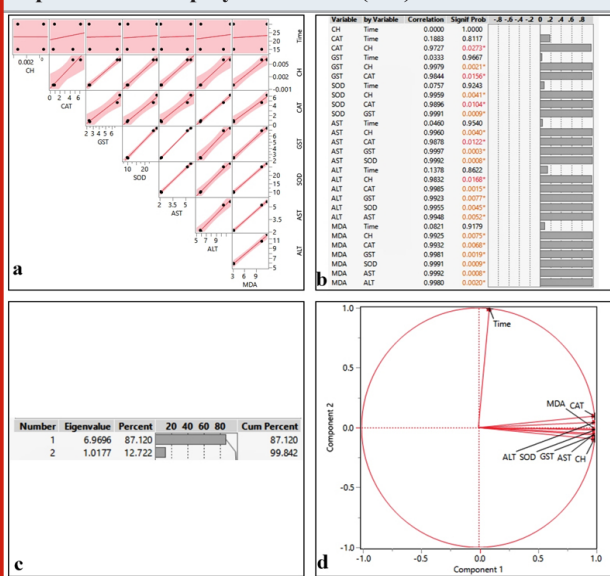 Time
25
15
0.002
CH
0.005
0.002
-0.001
CH
0 2 4 6
CAT
6
4
2
0
CAT
2 3 4 5 6
GST
6
5
4
3
2
GST
10 20
SOD
20
15
10
SOD
2 3.5 5
AST
5
3.5
2
AST
5 7 9
ALT
11
9
7
5
ALT
3 6 9
MDA
a
Variable by Variable Correlation Signif Prob -.8 -.6 -.4 -.2 0 .2 .4 .6 .8
CH Time 0.0000 1.0000
CAT Time 0.1883 0.8117
CAT CH 0.9727 0.0273*
GST Time 0.0333 0.9667
GST CH 0.9979 0.0021*
GST CAT 0.9844 0.0156*
SOD Time 0.0757 0.9243
SOD CH 0.9959 0.0041*
SOD CAT 0.9896 0.0104*
SOD GST 0.9991 0.0009*
AST Time 0.0460 0.9540
AST CH 0.9960 0.0040*
AST CAT 0.9878 0.0122*
AST GST 0.9997 0.0003*
AST SOD 0.9992 0.0008*
ALT Time 0.1378 0.8622
ALT CH 0.9832 0.0168*
ALT CAT 0.9985 0.0015*
ALT GST 0.9923 0.0077*
ALT SOD 0.9955 0.0045*
ALT AST 0.9948 0.0052*
MDA Time 0.0821 0.9179
MDA CH 0.9925 0.0075*
MDA CAT 0.9932 0.0068*
MDA GST 0.9981 0.0019*
MDA SOD 0.9991 0.0009*
MDA AST 0.9992 0.0008*
MDA ALT 0.9980 0.0020*
b
Number Eigenvalue Percent 20 40 60 80 Cum Percent
1 6.9696 87.120 87.120
2 1.0177 12.722 99.842
c
1.0
0.5
0.0
-0.5
-1.0
Component 2
Time
MDA CAT
ALT SOD GST AST CH
-1.0 -0.5 0.0 0.5 1.0
Component 1
d